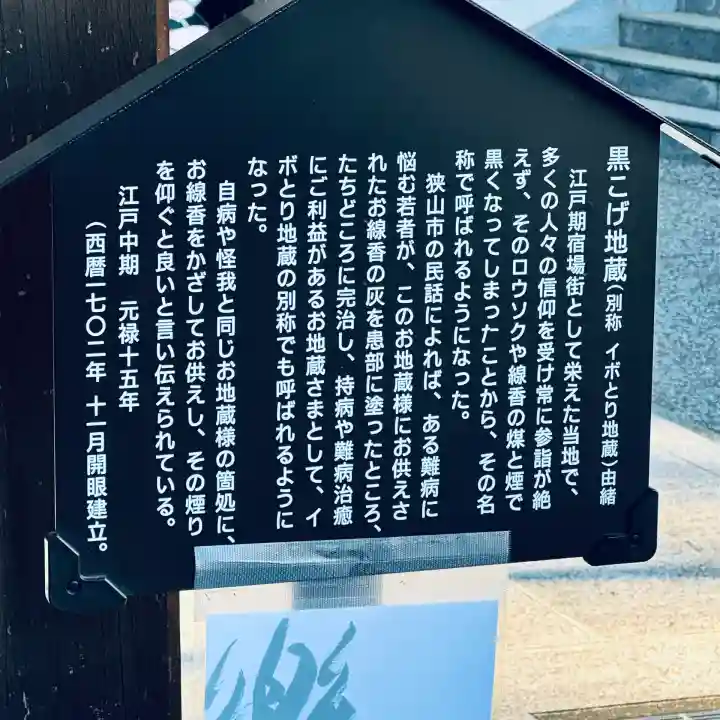 黒こげ地蔵(別称 イボとり地蔵)由緒
江戸期宿場街として栄えた当地で、
多くの人々の信仰を受け常に参詣が絶
えず、そのロウソクや線香の煤と煙で
黒くなってしまったことから、その名
称で呼ばれるようになった。
狭山市の民話によれば、ある難病に
悩む若者が、このお地蔵様にお供えさ
れたお線香の灰を患部に塗ったところ、
たちどころに完治し、持病や難病治癒
にご利益があるお地蔵さまとして、イ
ボとり地蔵の別称でも呼ばれるように
なった。
自病や怪我と同じお地蔵様の箇処に、
お線香をかざしてお供えし、その煙り
を仰ぐと良いと言い伝えられている。
江戸中期 元禄十五年
(西暦一七〇二年 十一月開眼建立。